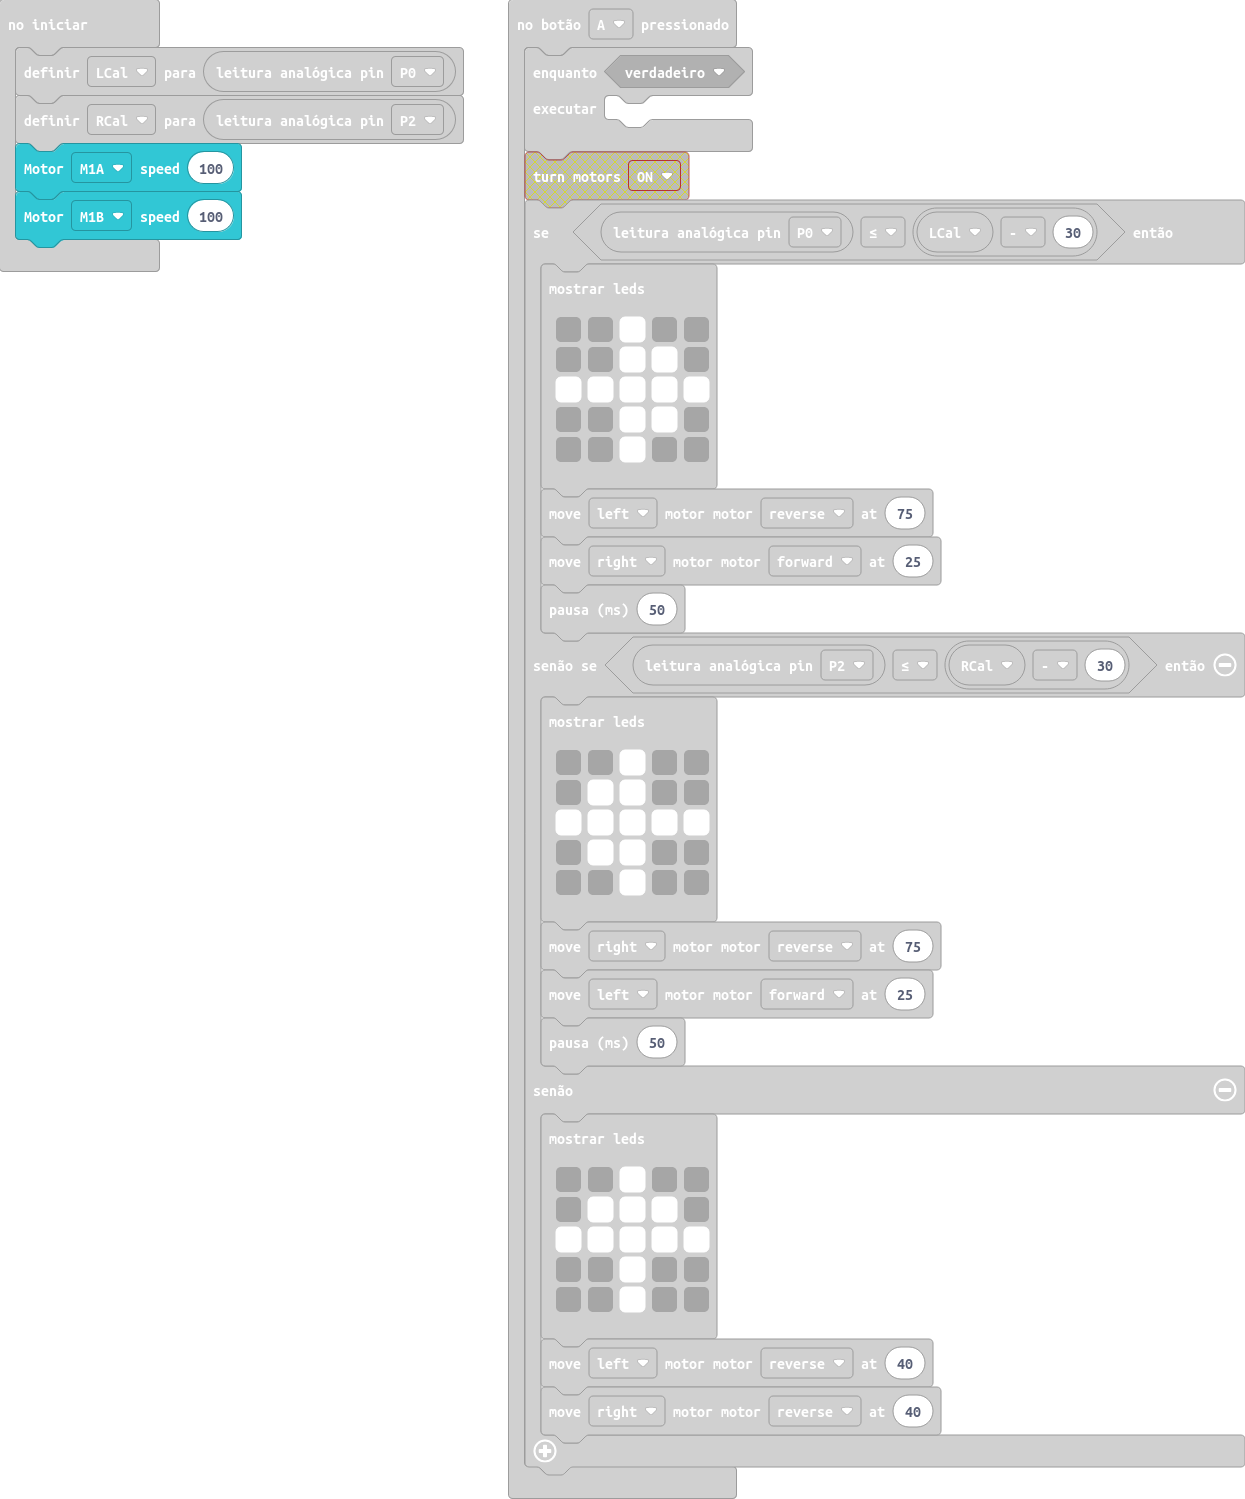 no iniciar
definir LCal para leitura analógica pin P0
definir RCal para leitura analógica pin P2
Motor M1A speed 100
Motor M1B speed 100
no botão A pressionado
enquanto verdadeiro
executar
turn motors ON
se leitura analógica pin P0 ≤ LCal - 30 então
mostrar leds
move left motor motor reverse at 75
move right motor motor forward at 25
pausa (ms) 50
senão se leitura analógica pin P2 ≤ RCal - 30 então
mostrar leds
move right motor motor reverse at 75
move left motor motor forward at 25
pausa (ms) 50
senão
mostrar leds
move left motor motor reverse at 40
move right motor motor reverse at 40